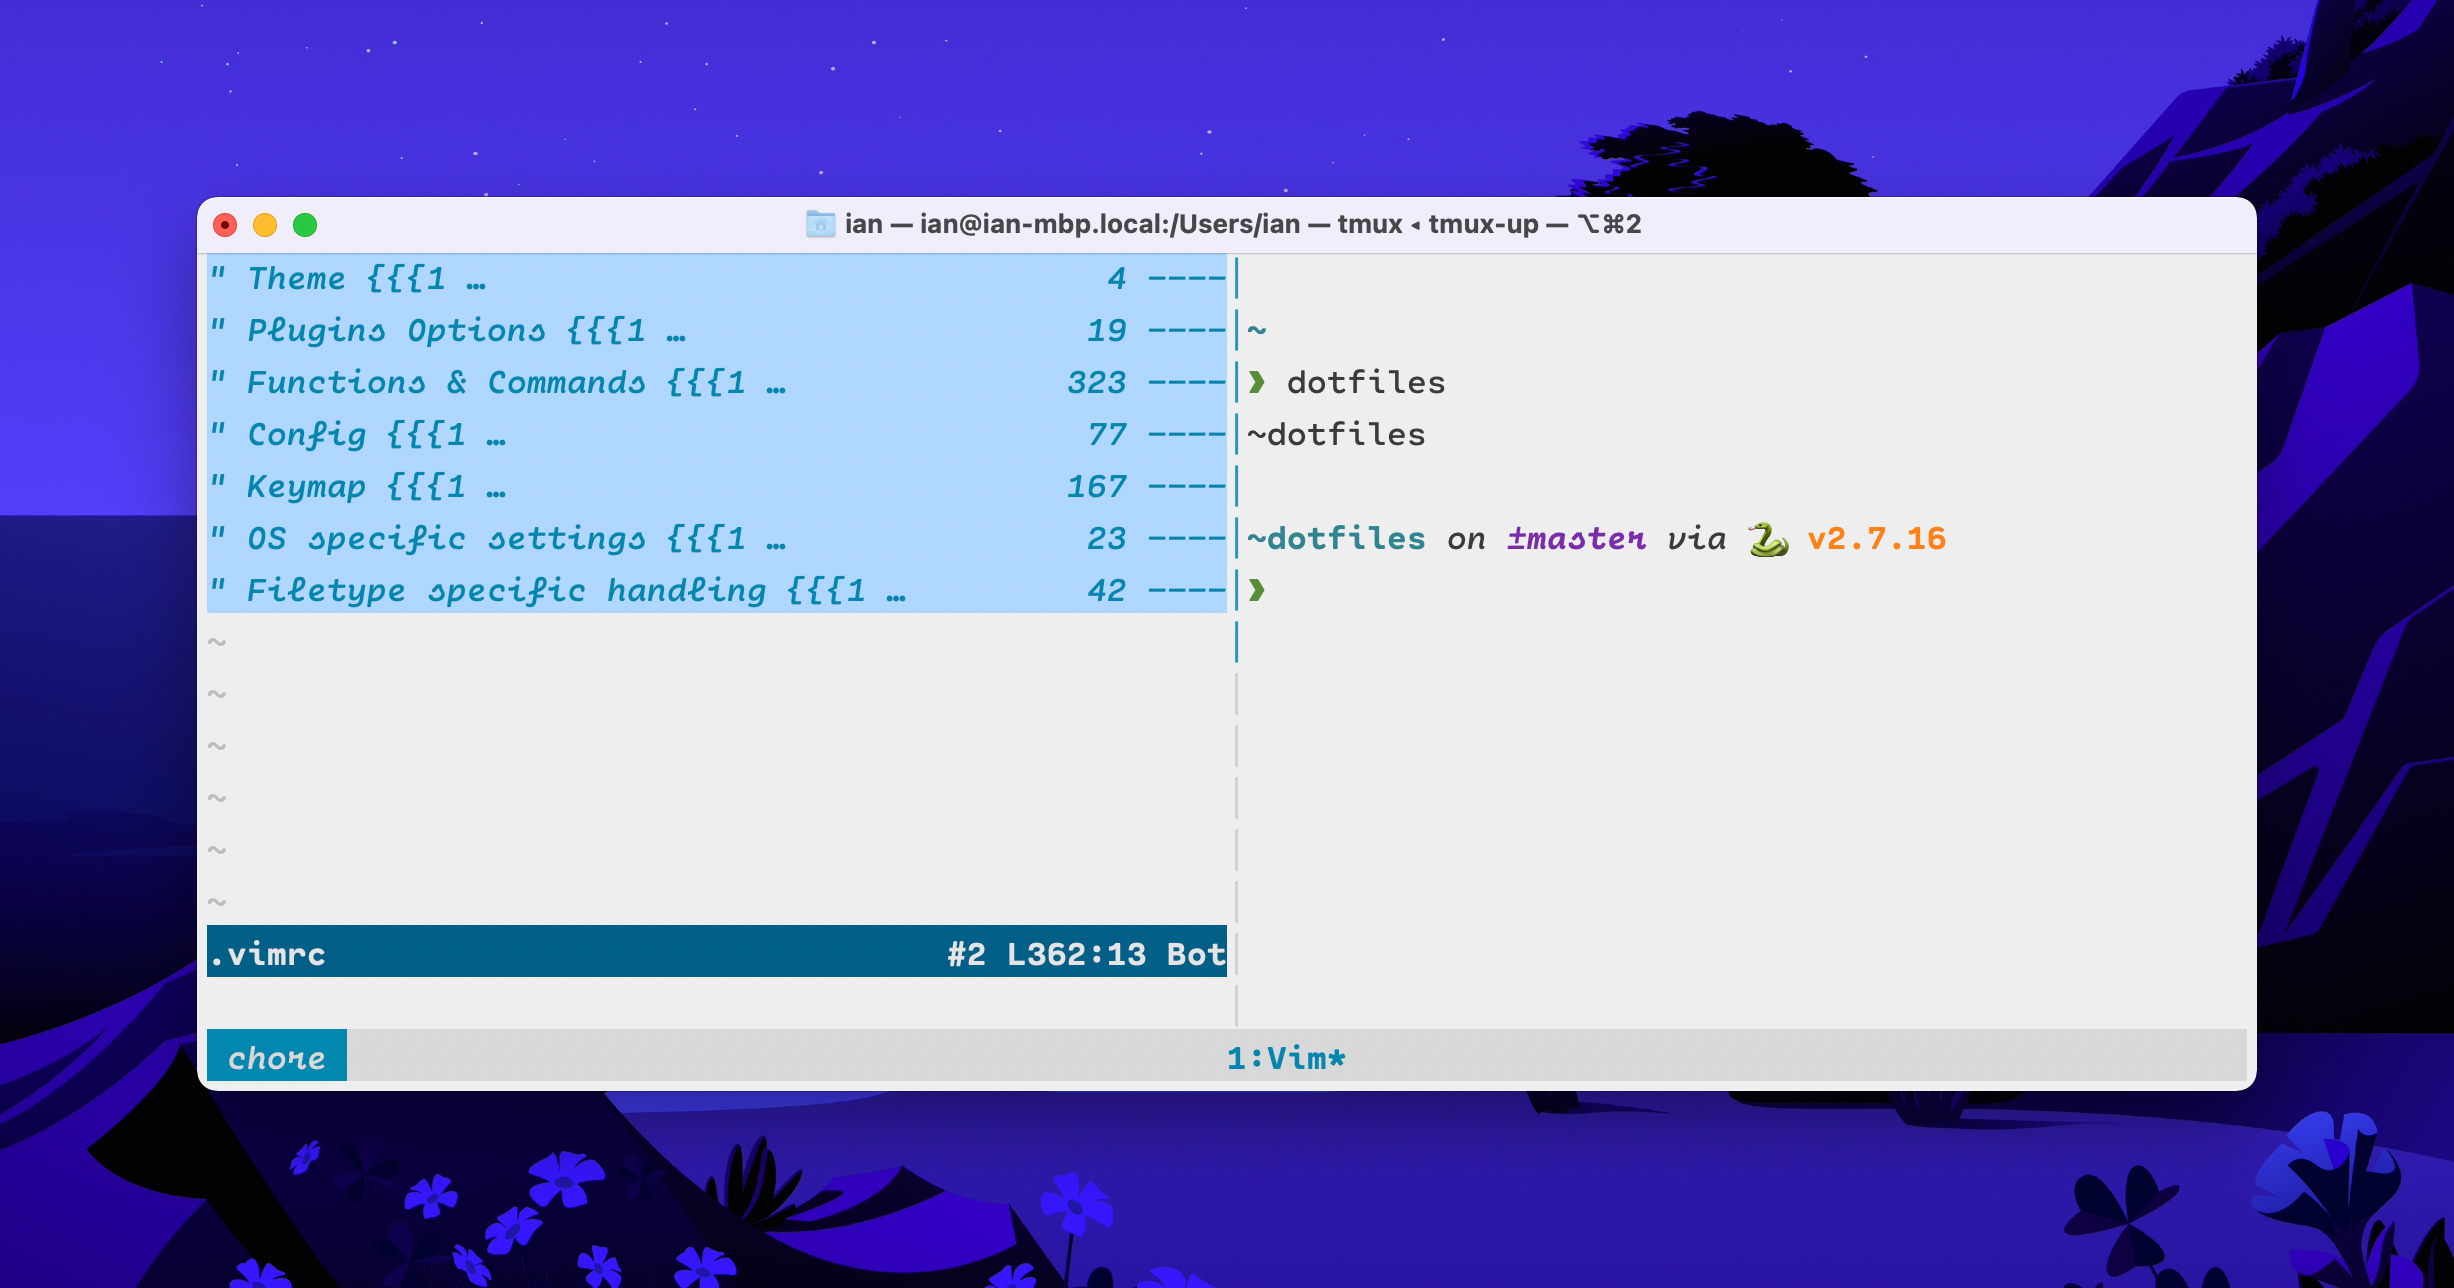 ian — ian@ian-mbp.local:/Users/ian — tmux ◂ tmux-up — ⌥⌘2
" Theme {{{1 … 4 ----
" Plugins Options {{{1 … 19 ----
" Functions & Commands {{{1 … 323 ----
" Config {{{1 … 77 ----
" Keymap {{{1 … 167 ----
" OS specific settings {{{1 … 23 ----
" Filetype specific handling {{{1 … 42 ----
~
~
~
~
~
~
.vimrc #2 L362:13 Bot
~
❯ dotfiles
~dotfiles
~dotfiles on ±master via 🐍 v2.7.16
❯
chore 1:Vim*